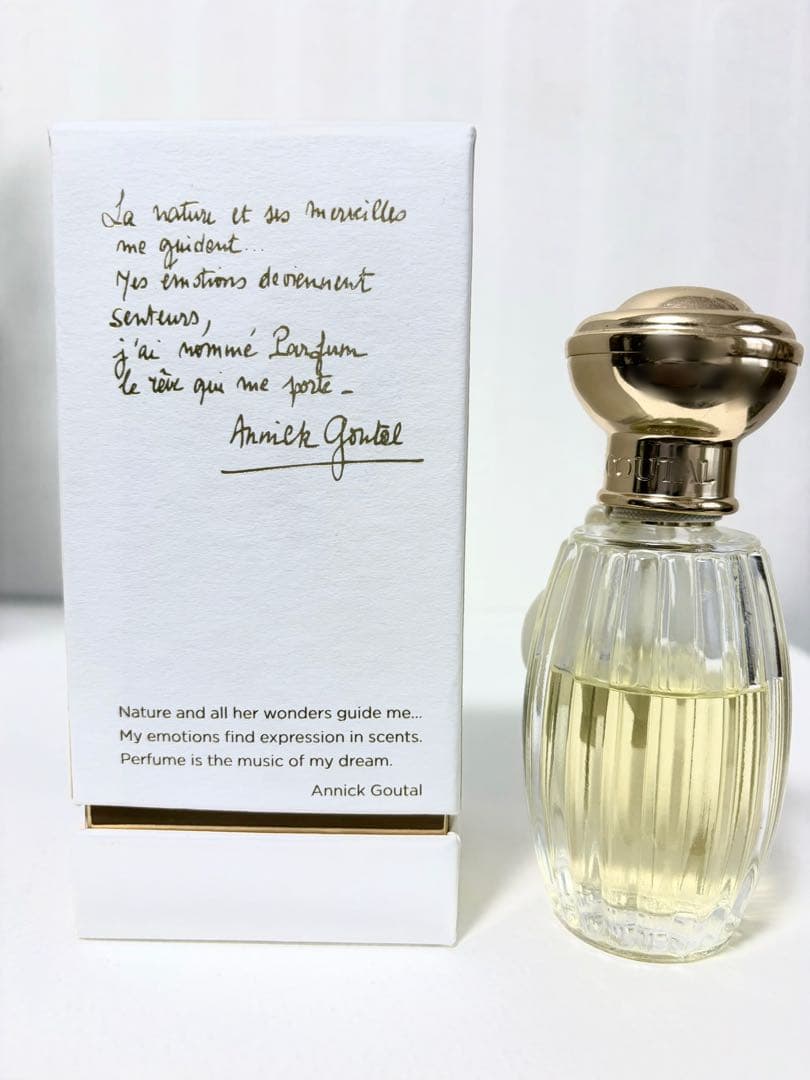 La nature et ses merveilles
me guident...
Mes émotions deviennent
senteurs,
j'ai nommé Parfum
le rêve qui me porte_
Annick Goutal
Nature and all her wonders guide me...
My emotions find expression in scents.
Perfume is the music of my dream.
Annick Goutal
GOUTAL